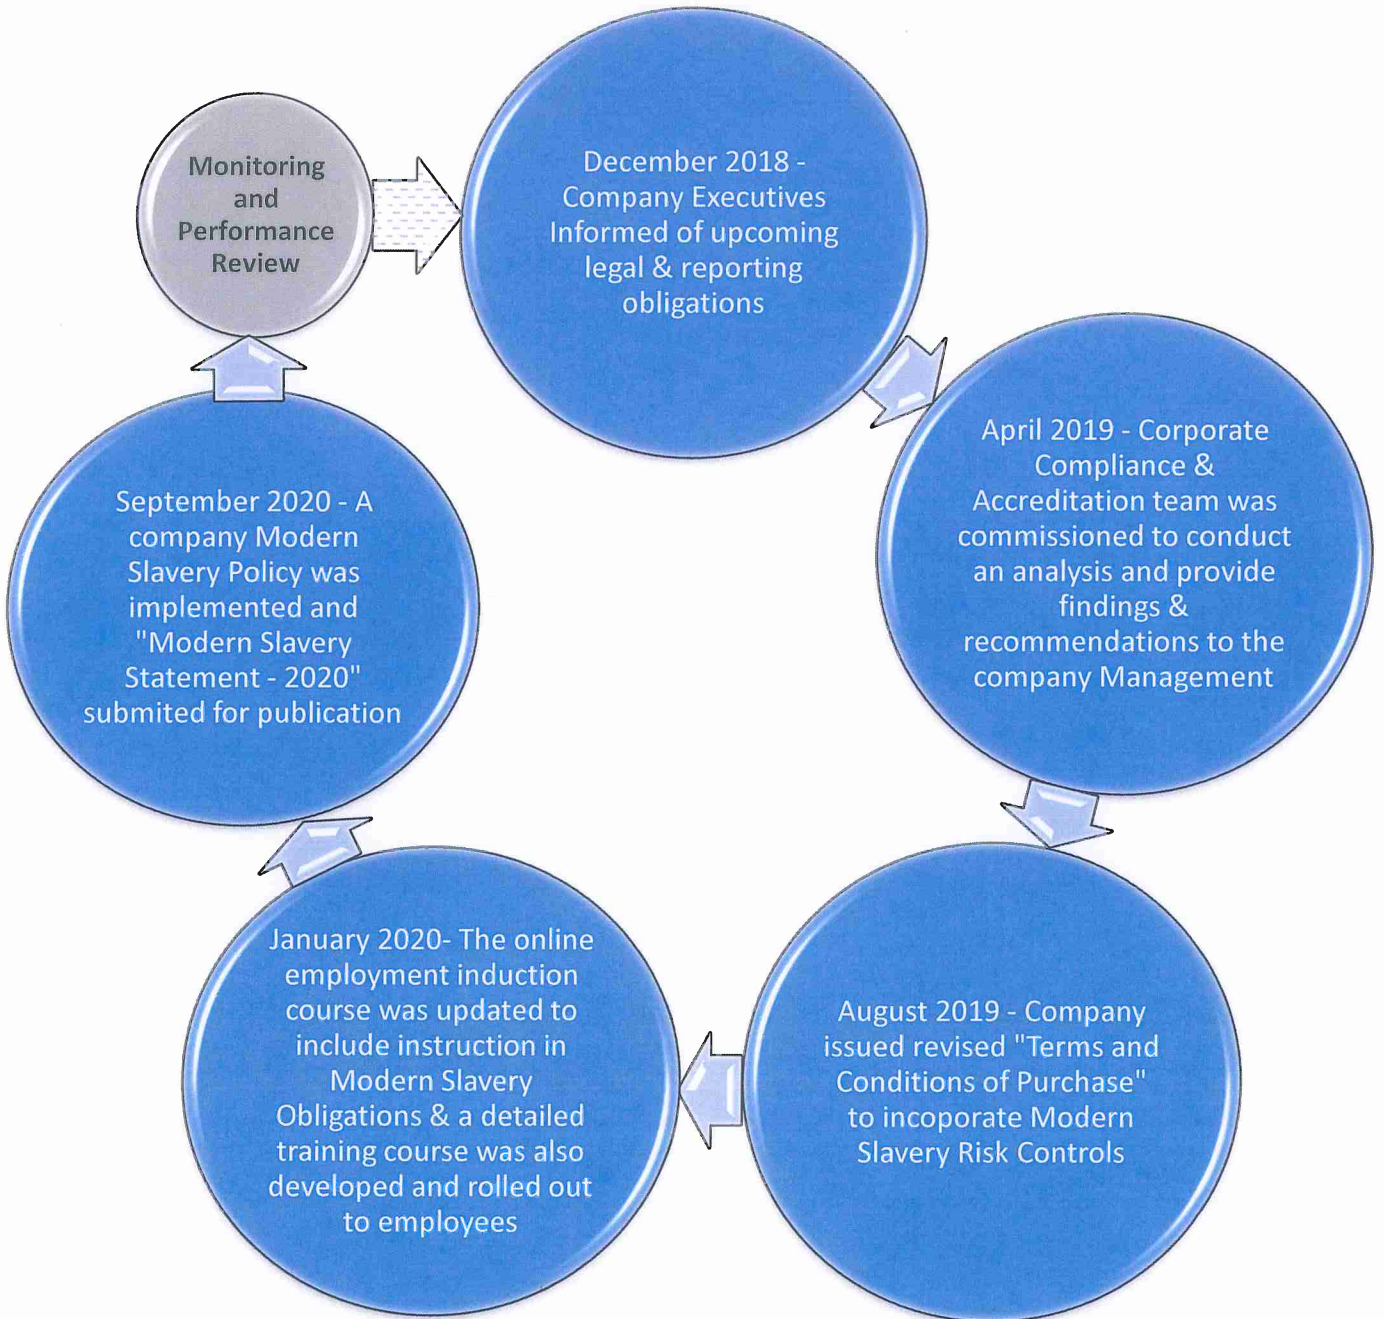 Monitoring
and
Performance
Review
December 2018 -
Company Executives
Informed of upcoming
legal & reporting
obligations
April 2019 - Corporate
Compliance &
Accreditation team was
commissioned to conduct
an analysis and provide
findings &
recommendations to the
company Management
August 2019 - Company
issued revised "Terms and
Conditions of Purchase"
to incoporate Modern
Slavery Risk Controls
January 2020- The online
employment induction
course was updated to
include instruction in
Modern Slavery
Obligations & a detailed
training course was also
developed and rolled out
to employees
September 2020 - A
company Modern
Slavery Policy was
implemented and
"Modern Slavery
Statement - 2020"
submited for publication